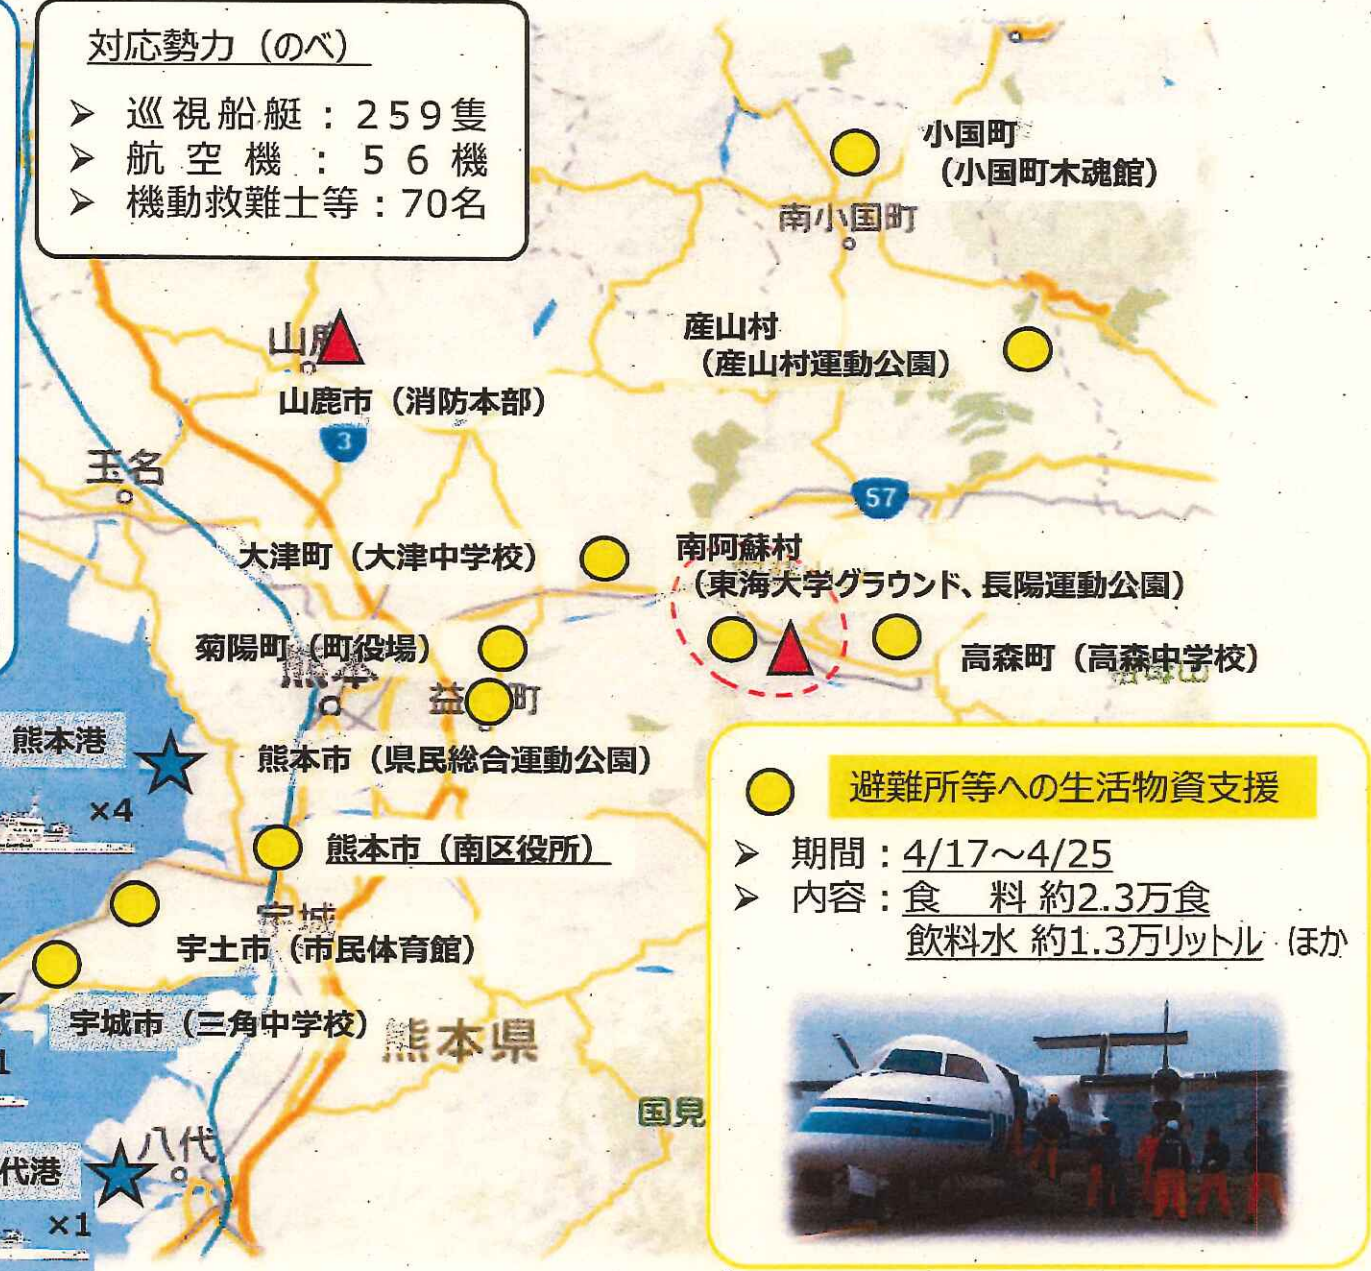 対応勢力（のべ）
➢ 巡視船艇：259隻
➢ 航空機：56機
➢ 機動救難士等：70名
小国町
（小国町木魂館）
南小国町
産山村
（産山村運動公園）
山鹿
山鹿市（消防本部）
3
玉名
57
大津町（大津中学校）
南阿蘇村
（東海大学グラウンド、長陽運動公園）
菊陽町（町役場）
高森町（高森中学校）
熊本
益 町
熊本港
×4
熊本市（県民総合運動公園）
熊本市（南区役所）
避難所等への生活物資支援
➢ 期間：4/17～4/25
➢ 内容：食　料 約2.3万食
飲料水 約1.3万リットル ほか
宇城
宇土市（市民体育館）
宇城市（三角中学校）
熊本県
1
国見
八代
代港
×1